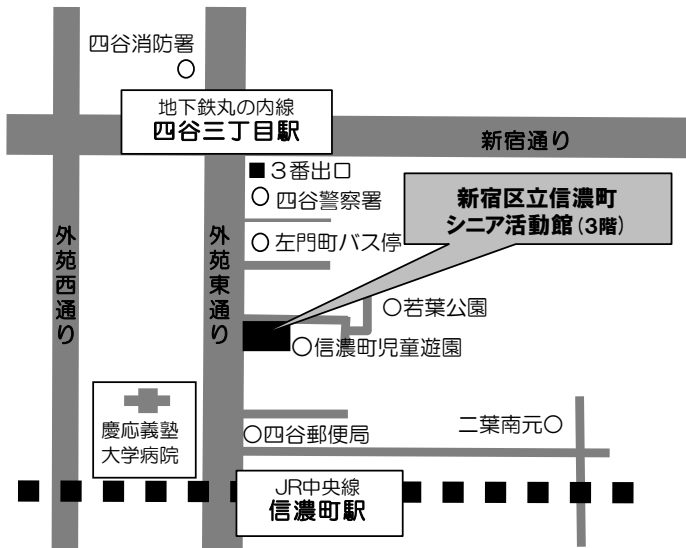 四谷消防署
地下鉄丸の内線
四谷三丁目駅
新宿通り
■3番出口
四谷警察署
新宿区立信濃町
シニア活動館(3階)
左門町バス停
外苑西通り
外苑東通り
若葉公園
信濃町児童遊園
慶応義塾
大学病院
四谷郵便局
二葉南元
JR中央線
信濃町駅